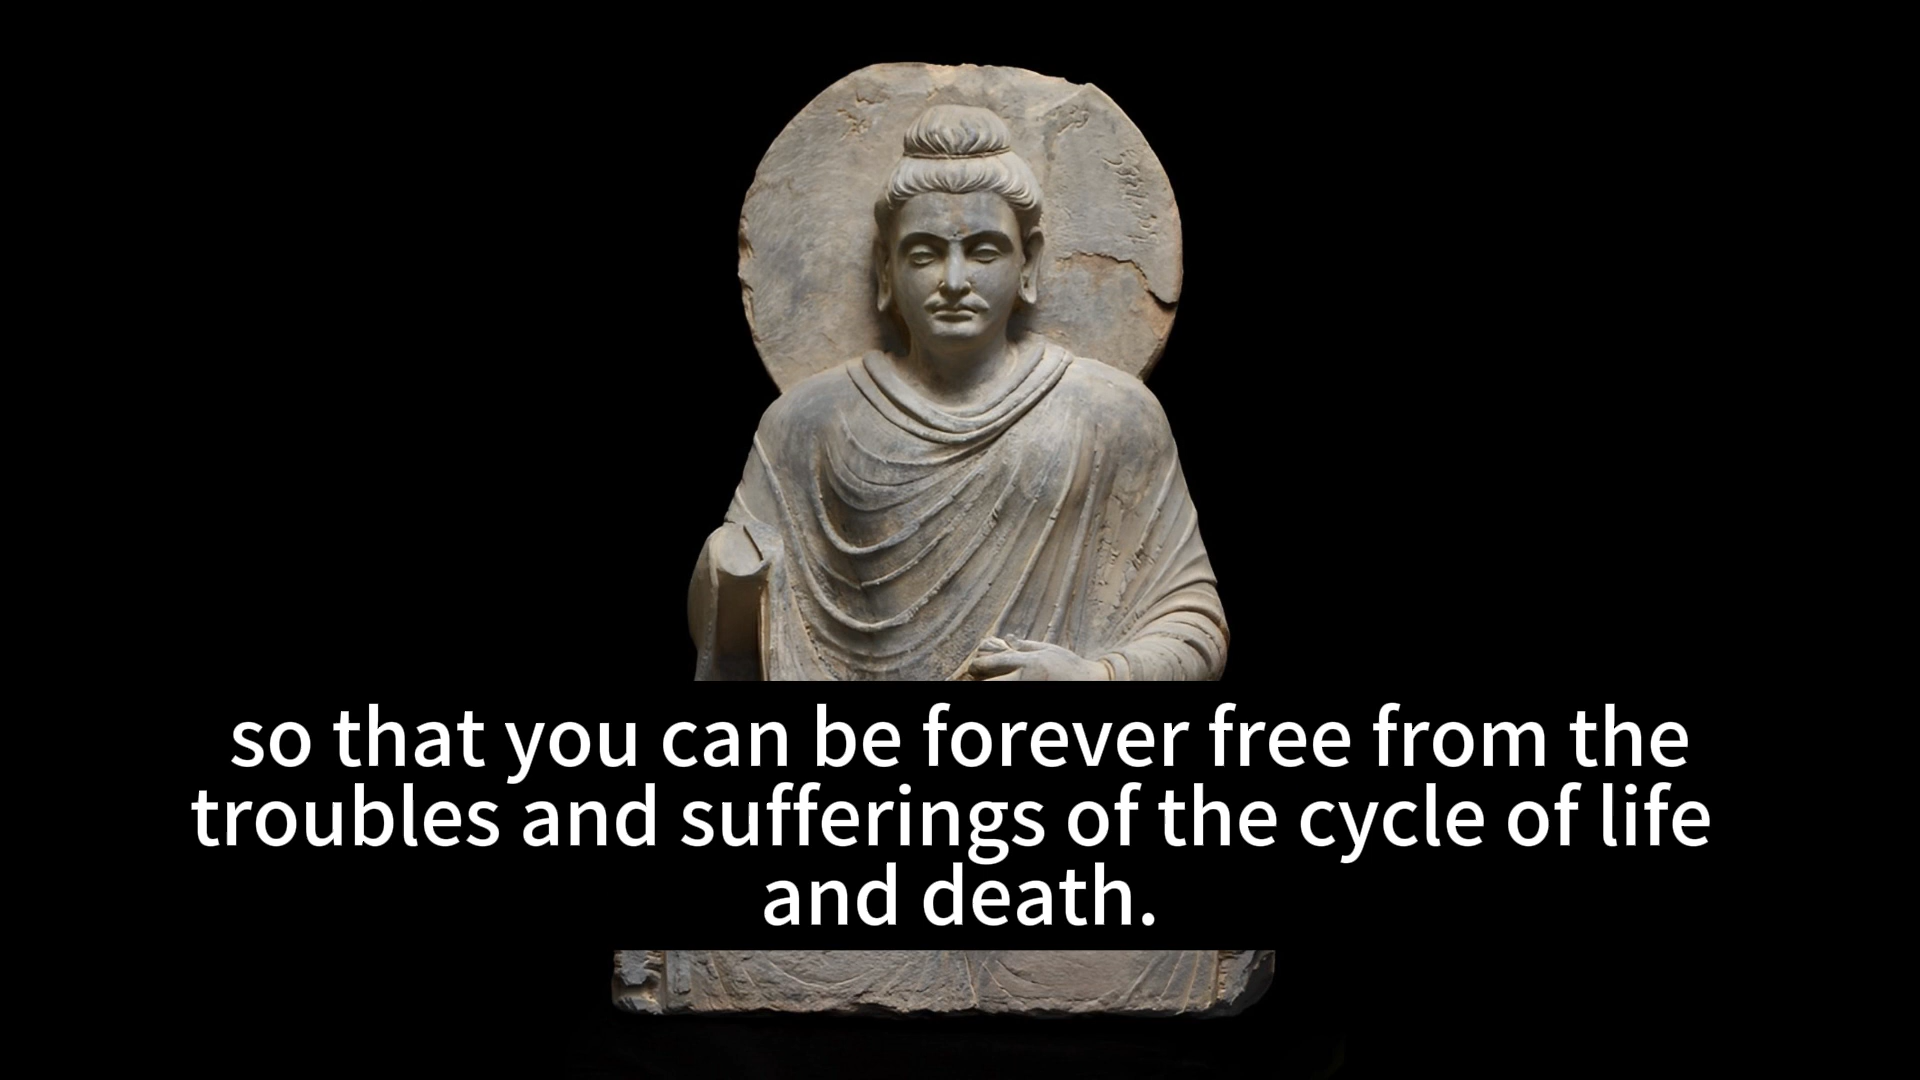 so that you can be forever free from the
troubles and sufferings of the cycle of life
and death.